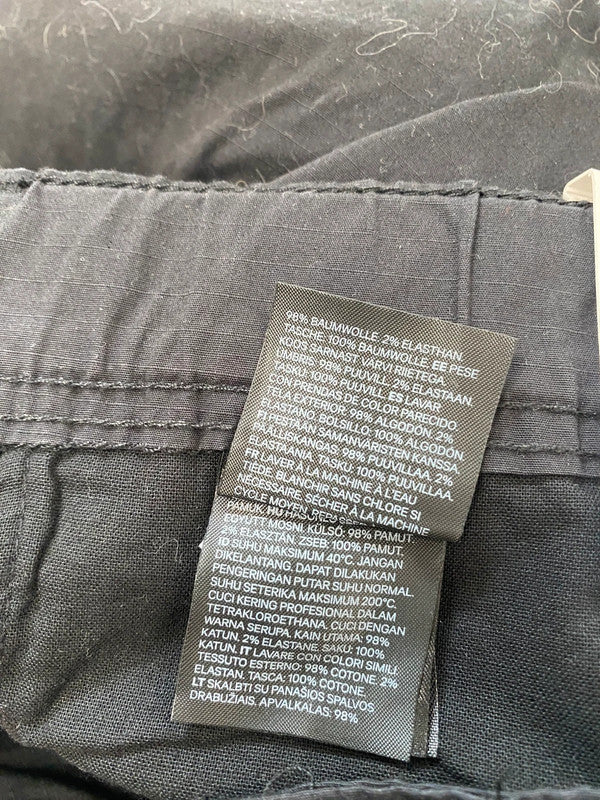 98% BAUMWOLLE. 2% ELASTHAN.
TASCHE: 100% BAUMWOLLE. EE PESE
KOOS SARNAST VÄRVI RIIETEGA.
UMBRIS: 98% PUUVILL. 2% ELASTAAN.
TASKU: 100% PUUVILL. ES LAVAR
CON PRENDAS DE COLOR PARECIDO.
TELA EXTERIOR: 98% ALGODÓN. 2%
ELASTANO. BOLSILLO: 100% ALGODÓN.
FI PESTÄÄN SAMANVÄRISTEN KANSSA.
PÄÄLLISKANGAS: 98% PUUVILLAA. 2%
ELASTAANIA. TASKU: 100% PUUVILLAA.
FR LAVER À LA MACHINE À L'EAU
TIÈDE. BLANCHIR SANS CHLORE SI
NÉCESSAIRE. SÉCHER À LA MACHINE
CYCLE MOYEN.
PAMUK. HU
EGYÜTT MOSNI. KÜLSŐ: 98% PAMUT.
2% ELASZTÁN. ZSEB: 100% PAMUT.
ID SUHU MAKSIMUM 40°C. JANGAN
DIKELANTANG. DAPAT DILAKUKAN
PENGERINGAN PUTAR SUHU NORMAL.
SUHU SETERIKA MAKSIMUM 200°C.
CUCI KERING PROFESIONAL DALAM
TETRAKLOROETHANA. CUCI DENGAN
WARNA SERUPA. KAIN UTAMA: 98%
KATUN. 2% ELASTANE. SAKU: 100%
KATUN. IT LAVARE CON COLORI SIMILI.
TESSUTO ESTERNO: 98% COTONE. 2%
ELASTAN. TASCA: 100% COTONE.
LT SKALBTI SU PANAŠIOS SPALVOS
DRABUŽIAIS. APVALKALAS: 98%